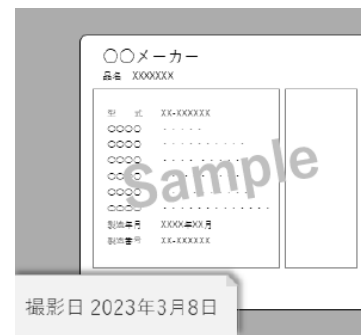 〇〇メーカー
品名 XXXXXXX
型 式 XX-XXXXXX
〇〇〇〇 ・・・・・
〇〇〇〇 ・・・・・・・・・・
〇〇〇〇 ・・・・・・・・・・
〇〇〇〇 ・・・・・・・・・・
〇〇〇〇 ・・・・・・・・・・
〇〇〇〇 ・・・・・・・・・・・・・
製造年月 XXXX年XX月
製造番号 XX-XXXXXX
Sample
撮影日 2023年3月8日